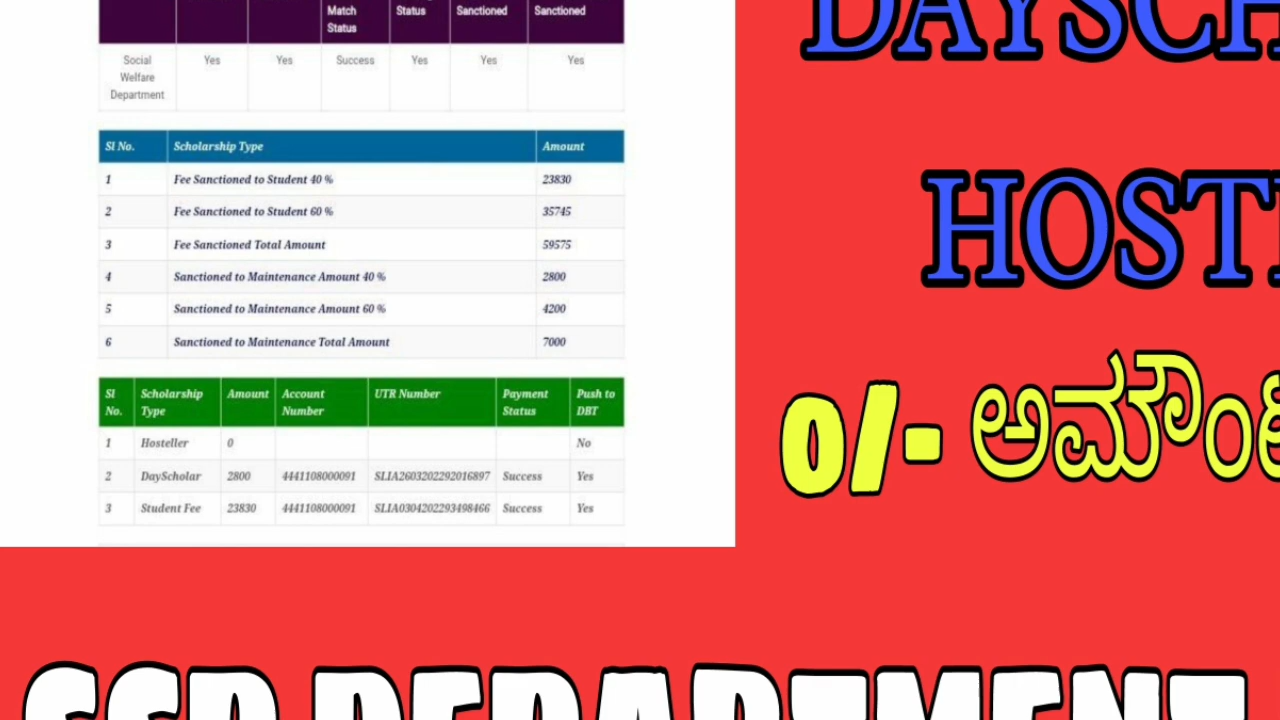 Match Status Sanctioned Sanctioned
Status
Social Welfare Department Yes Yes Success Yes Yes Yes
Sl No. Scholarship Type Amount
1 Fee Sanctioned to Student 40 % 23830
2 Fee Sanctioned to Student 60 % 35745
3 Fee Sanctioned Total Amount 59575
4 Sanctioned to Maintenance Amount 40 % 2800
5 Sanctioned to Maintenance Amount 60 % 4200
6 Sanctioned to Maintenance Total Amount 7000
Sl No. Scholarship Type Amount Account Number UTR Number Payment Status Push to DBT
1 Hosteller 0 No
2 DayScholar 2800 4441108000091 SLIA2603202292016897 Success Yes
3 Student Fee 23830 4441108000091 SLIA0304202293498466 Success Yes
DAYSCH
HOST
0/- ಅಮೌಂಟ
SSP DEPARTMENT